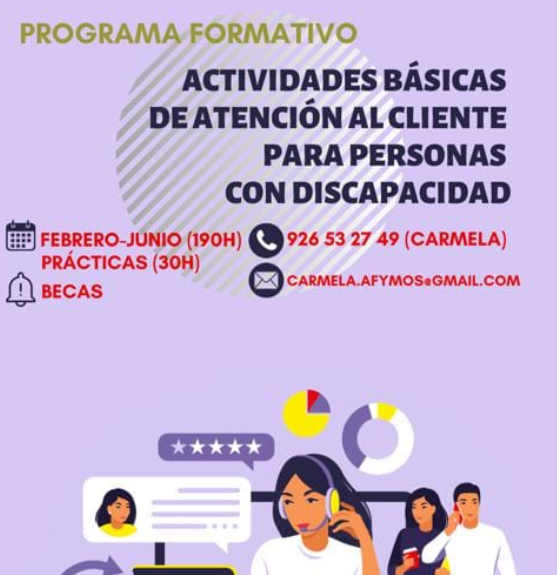 PROGRAMA FORMATIVO
ACTIVIDADES BÁSICAS
DE ATENCIÓN AL CLIENTE
PARA PERSONAS
CON DISCAPACIDAD
FEBRERO-JUNIO (190H)
PRÁCTICAS (30H)
BECAS
926 53 27 49 (CARMELA)
CARMELA.AFYMOS@GMAIL.COM